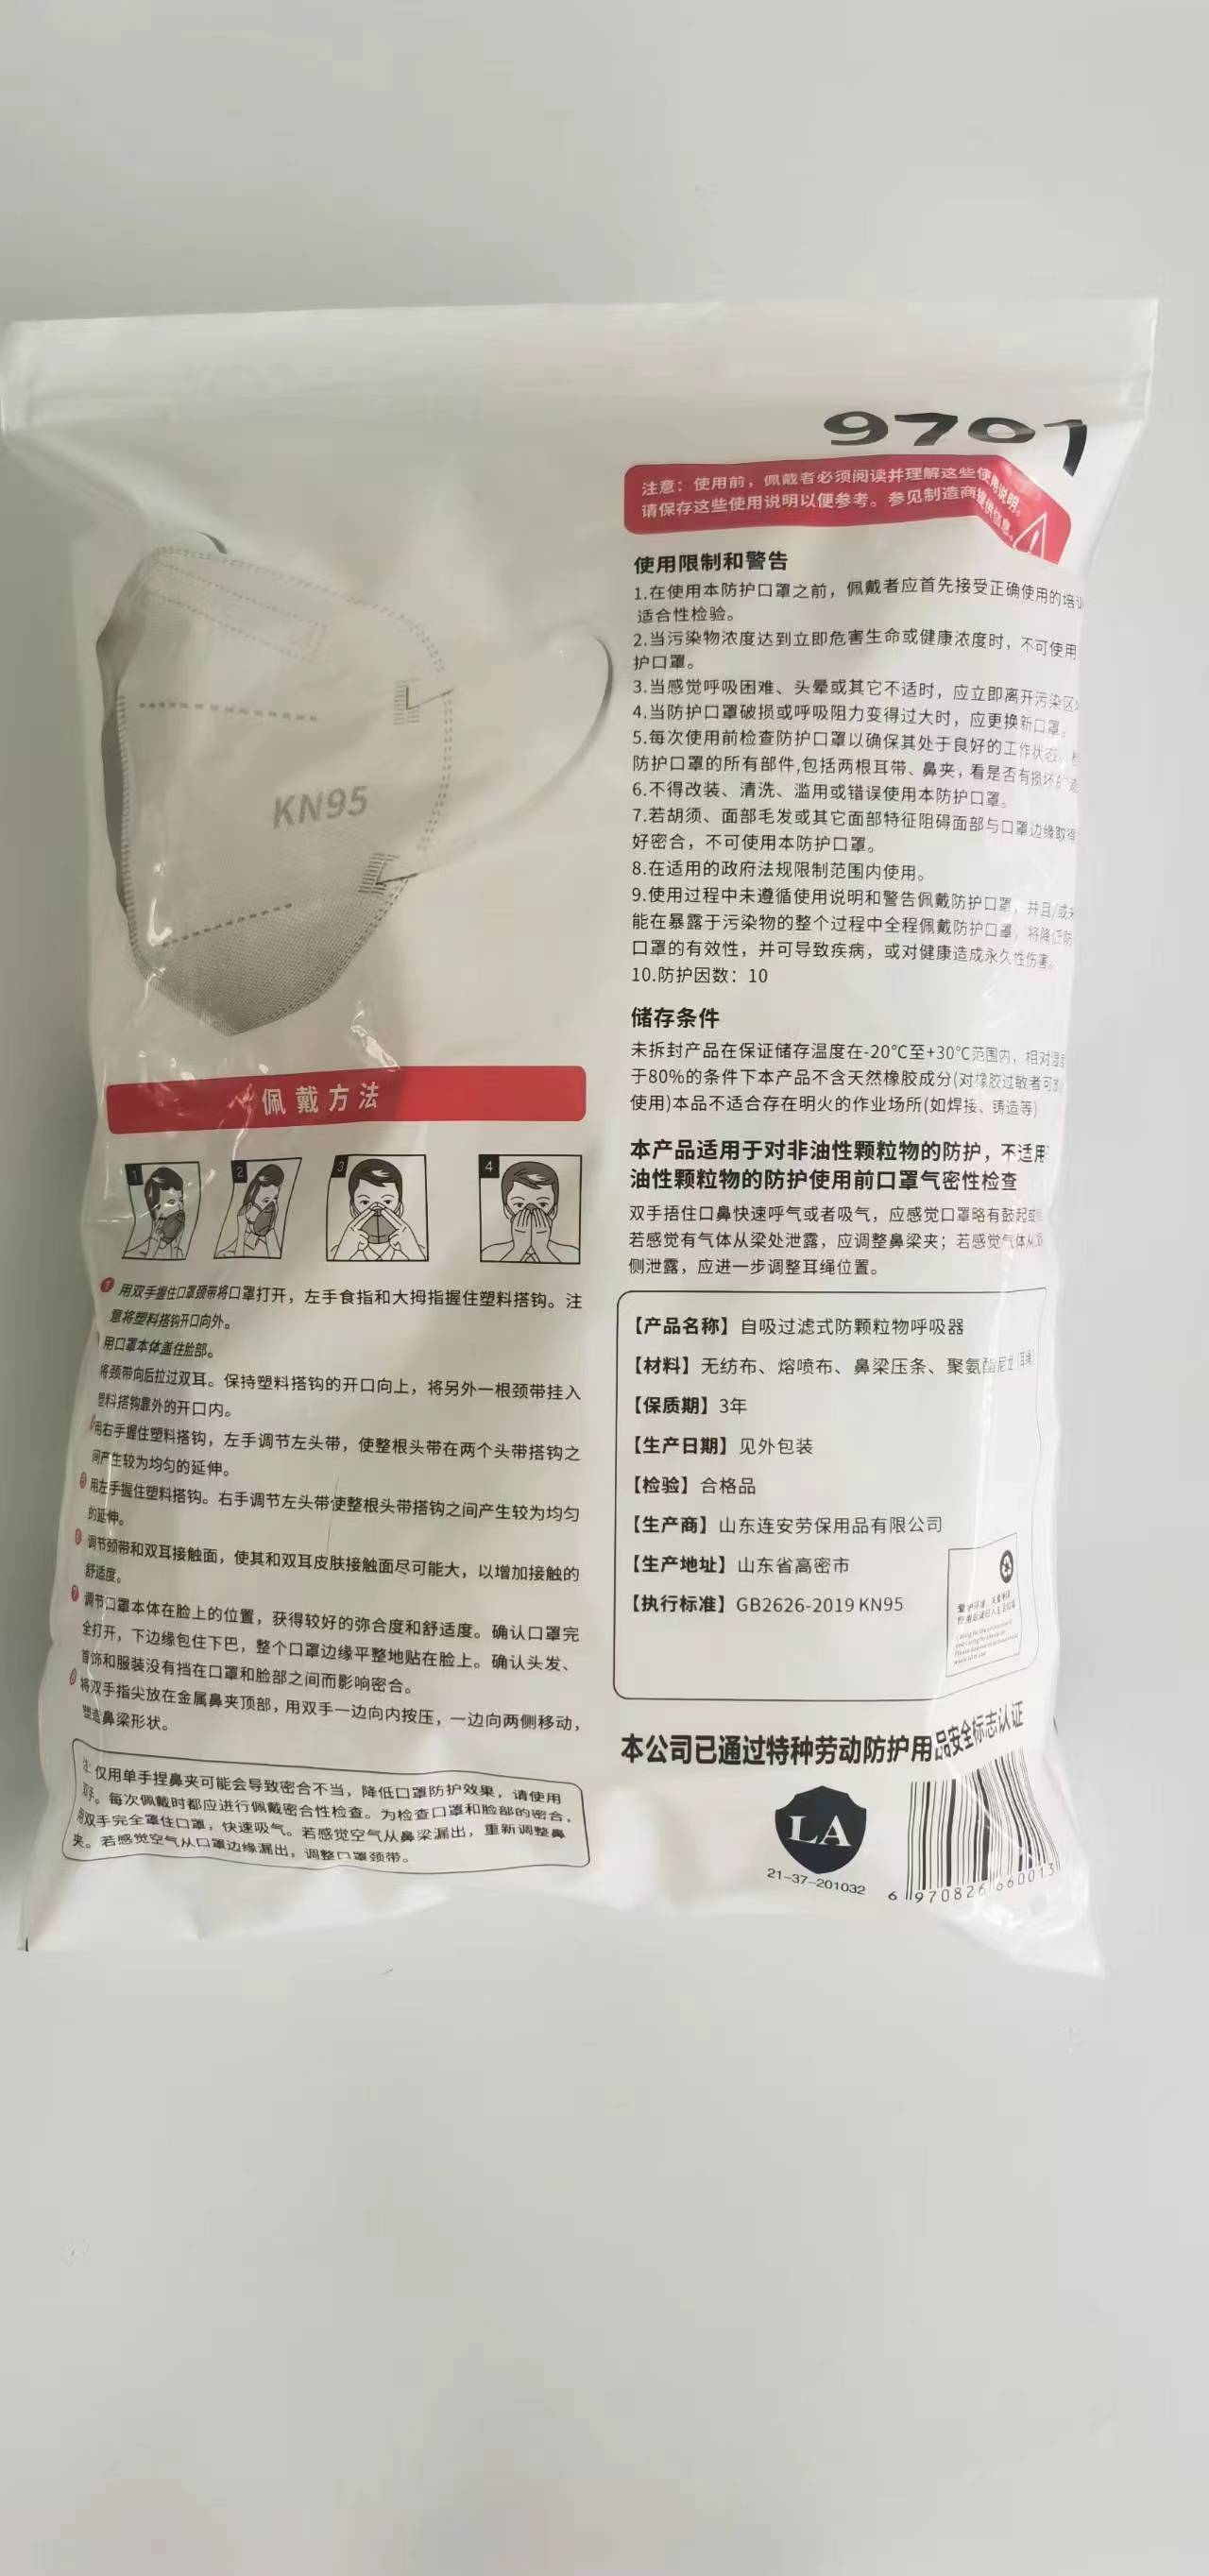 9701
注意：使用前，佩戴者必须阅读并理解这些使用说明。
请保存这些使用说明以便参考。参见制造商提供信息。
使用限制和警告
1.在使用本防护口罩之前，佩戴者应首先接受正确使用的培
适合性检验。
2.当污染物浓度达到立即危害生命或健康浓度时，不可使用
护口罩。
3.当感觉呼吸困难、头晕或其它不适时，应立即离开污染区
4.当防护口罩破损或呼吸阻力变得过大时，应更换新口罩。
5.每次使用前检查防护口罩以确保其处于良好的工作状态。
防护口罩的所有部件,包括两根耳带、鼻夹，看是否有损坏的
6.不得改装、清洗、滥用或错误使用本防护口罩。
7.若胡须、面部毛发或其它面部特征阻碍面部与口罩边缘取得
好密合，不可使用本防护口罩。
8.在适用的政府法规限制范围内使用。
9.使用过程中未遵循使用说明和警告佩戴防护口罩，并且/或未
能在暴露于污染物的整个过程中全程佩戴防护口罩，将降低防
口罩的有效性，并可导致疾病，或对健康造成永久性伤害。
10.防护因数：10
储存条件
未拆封产品在保证储存温度在-20℃至+30℃范围内，相对湿
于80%的条件下本产品不含天然橡胶成分(对橡胶过敏者可
使用)本品不适合存在明火的作业场所(如焊接、铸造等)
本产品适用于对非油性颗粒物的防护，不适用
油性颗粒物的防护使用前口罩气密性检查
双手捂住口鼻快速呼气或者吸气，应感觉口罩略有鼓起或
若感觉有气体从梁处泄露，应调整鼻梁夹；若感觉气体从
侧泄露，应进一步调整耳绳位置。
【产品名称】自吸过滤式防颗粒物呼吸器
【材料】无纺布、熔喷布、鼻梁压条、聚氨酯尼龙
【保质期】3年
【生产日期】见外包装
【检验】合格品
【生产商】山东连安劳保用品有限公司
【生产地址】山东省高密市
【执行标准】GB2626-2019 KN95
本公司已通过特种劳动防护用品安全标志认证
LA
21-37-201032
6 970826 660013
KN95
佩戴方法
1
2
3
4
1 用双手握住口罩颈带将口罩打开，左手食指和大拇指握住塑料搭钩。注
意将塑料搭钩开口向外。
用口罩本体盖住脸部。
将颈带向后拉过双耳。保持塑料搭钩的开口向上，将另外一根颈带挂入
塑料搭钩靠外的开口内。
用右手握住塑料搭钩，左手调节左头带，使整根头带在两个头带搭钩之
间产生较为均匀的延伸。
5 用左手握住塑料搭钩。右手调节左头带使整根头带搭钩之间产生较为均匀
的延伸。
6 调节颈带和双耳接触面，使其和双耳皮肤接触面尽可能大，以增加接触的
舒适度。
7 调节口罩本体在脸上的位置，获得较好的弥合度和舒适度。确认口罩完
全打开，下边缘包住下巴，整个口罩边缘平整地贴在脸上。确认头发、
首饰和服装没有挡在口罩和脸部之间而影响密合。
8 将双手指尖放在金属鼻夹顶部，用双手一边向内按压，一边向两侧移动，
塑造鼻梁形状。
注：仅用单手捏鼻夹可能会导致密合不当，降低口罩防护效果，请使用
双手。每次佩戴时都应进行佩戴密合性检查。为检查口罩和脸部的密合，
用双手完全罩住口罩，快速吸气。若感觉空气从鼻梁漏出，重新调整鼻
夹。若感觉空气从口罩边缘漏出，调整口罩颈带。